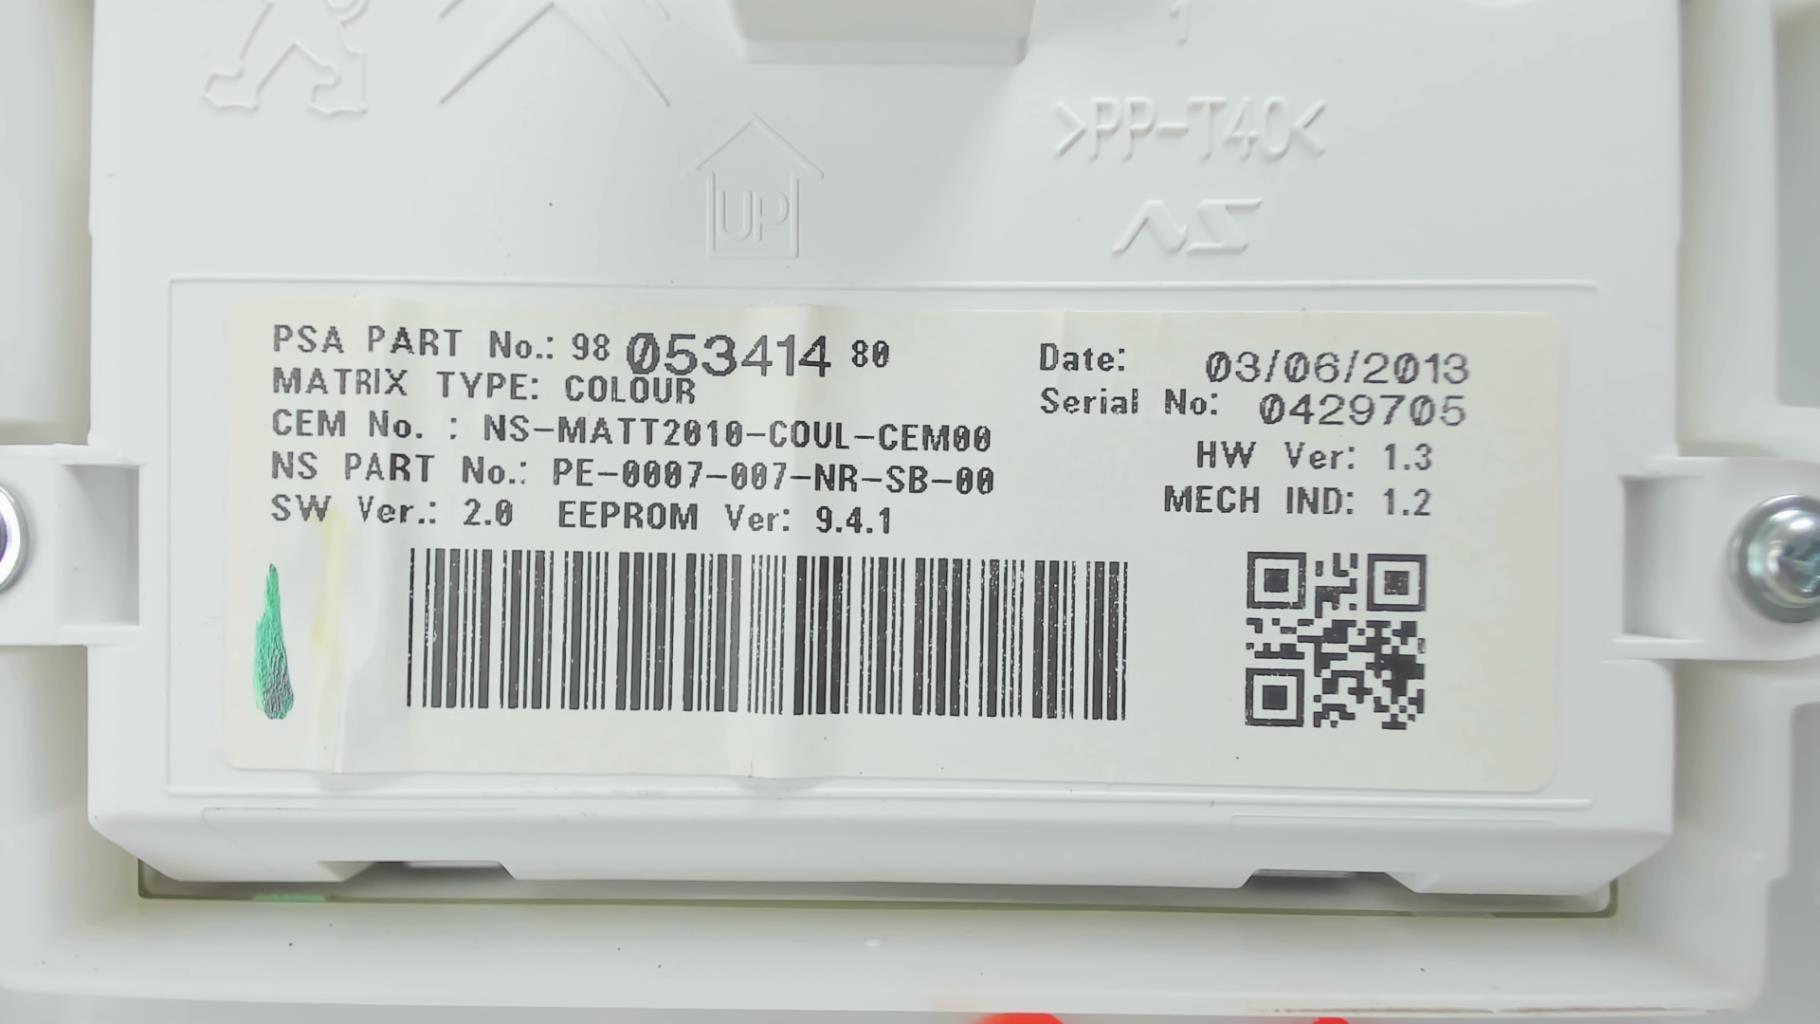 1
>PP-T40<
NS
UP
PSA PART No.: 98 053414 80
MATRIX TYPE: COLOUR
CEM No. : NS-MATT2010-COUL-CEM00
NS PART No.: PE-0007-007-NR-SB-00
SW Ver.: 2.0 EEPROM Ver: 9.4.1
Date: 03/06/2013
Serial No: 0429705
HW Ver: 1.3
MECH IND: 1.2